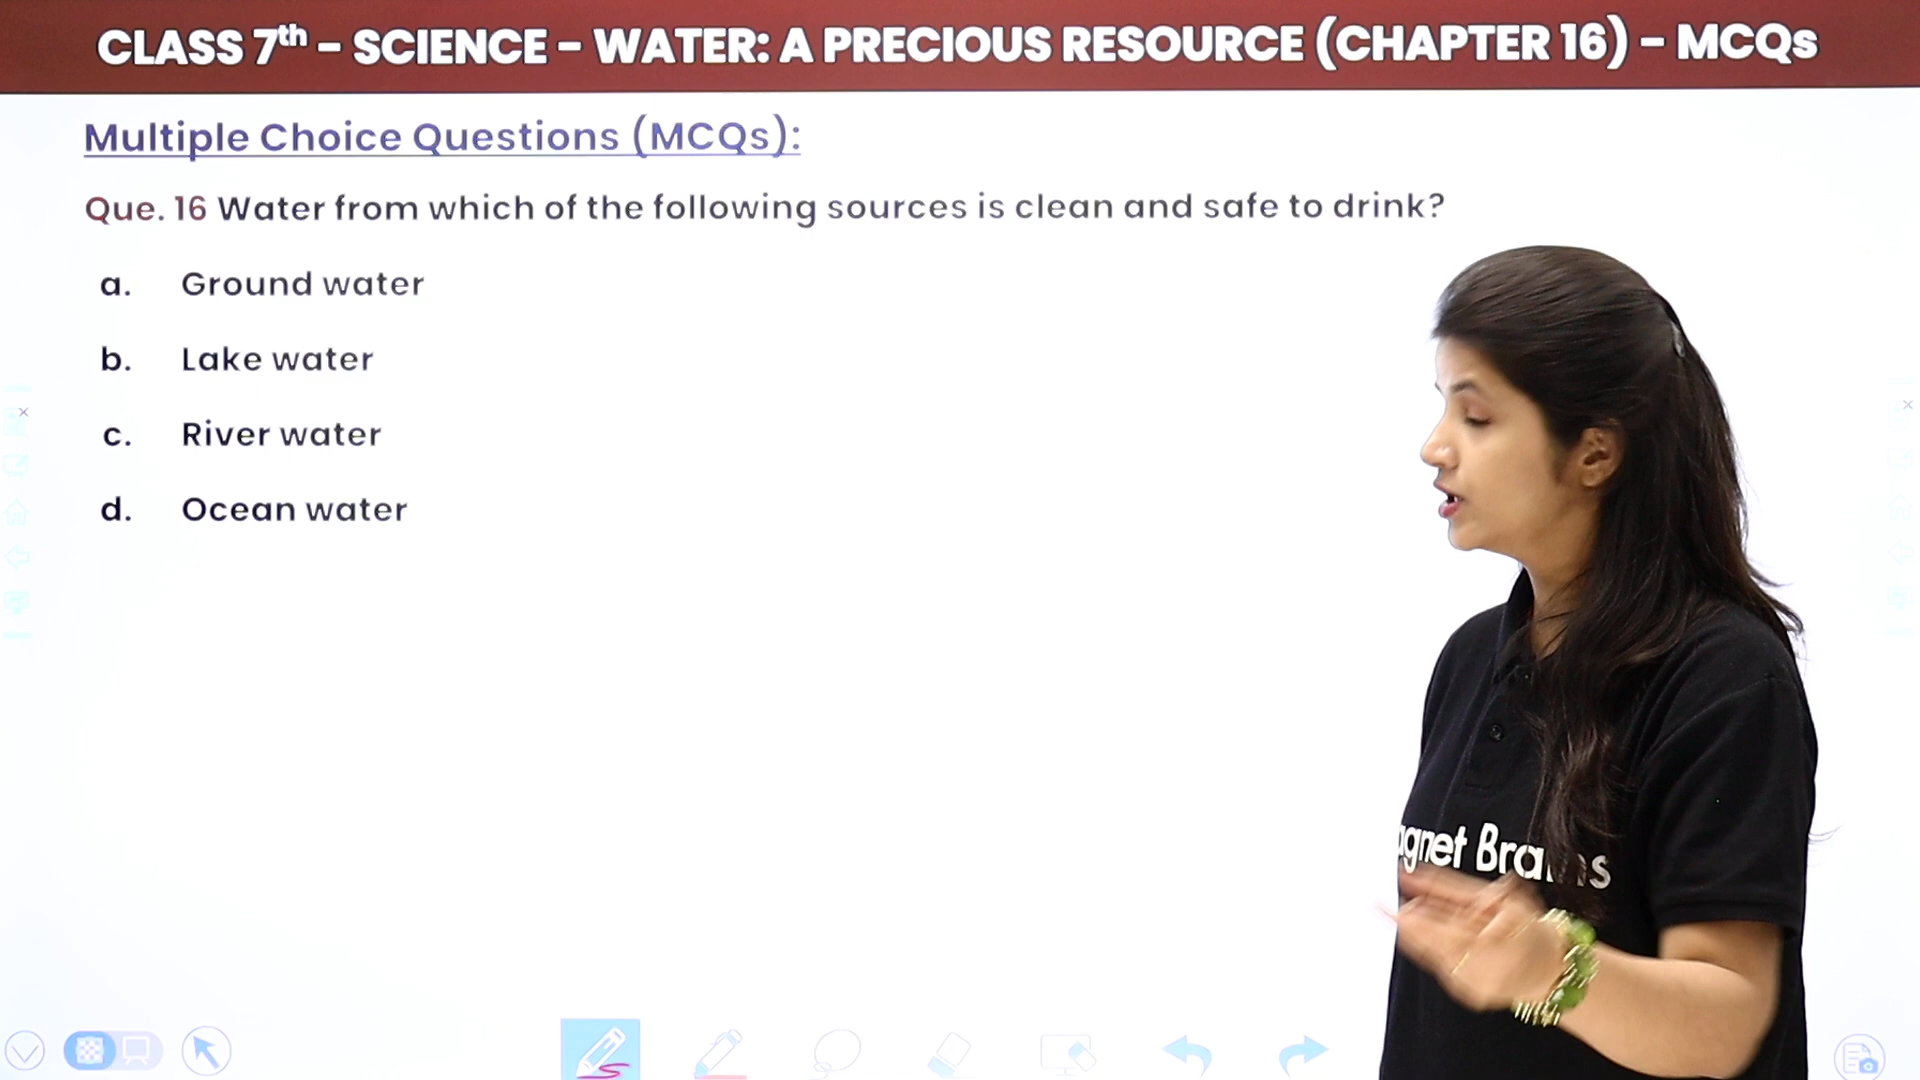 CLASS 7th – SCIENCE – WATER: A PRECIOUS RESOURCE (CHAPTER 16) – MCQs
Multiple Choice Questions (MCQs):
Que. 16 Water from which of the following sources is clean and safe to drink?
a. Ground water
b. Lake water
c. River water
d. Ocean water